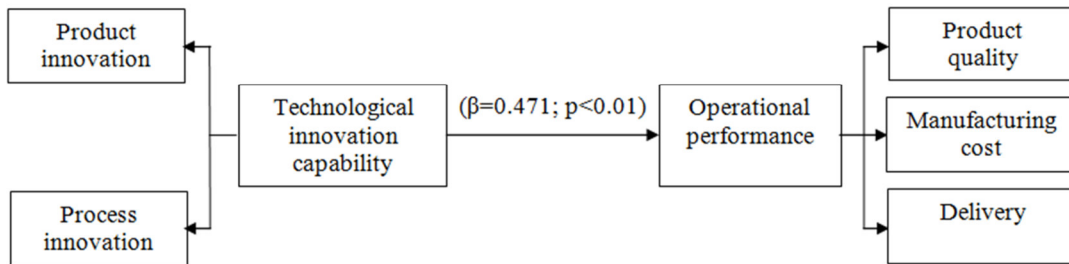 Product
innovation
Process
innovation
Technological
innovation
capability
(β=0.471; p<0.01)
Operational
performance
Product
quality
Manufacturing
cost
Delivery